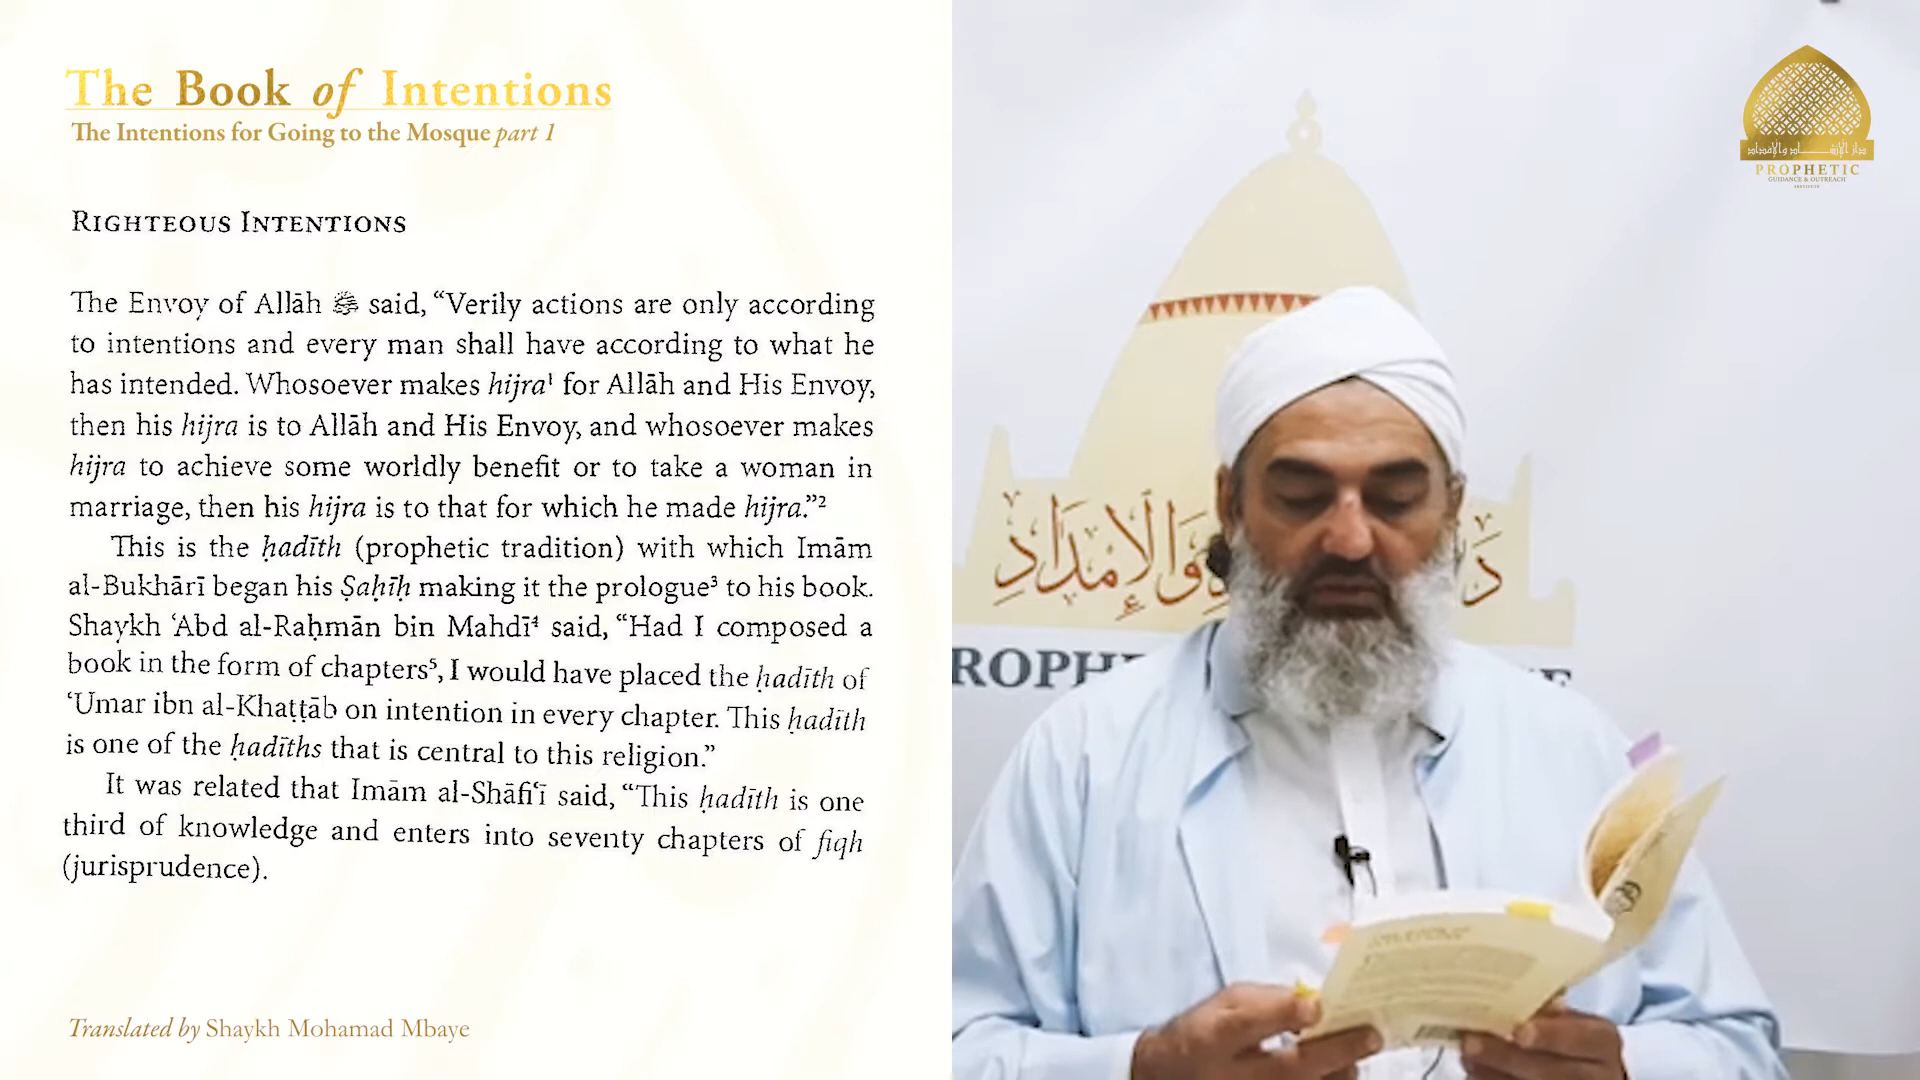 The Book of Intentions
The Intentions for Going to the Mosque part 1
RIGHTEOUS INTENTIONS
The Envoy of Allāh ﷺ said, “Verily actions are only according
to intentions and every man shall have according to what he
has intended. Whosoever makes hijra¹ for Allāh and His Envoy,
then his hijra is to Allāh and His Envoy, and whosoever makes
hijra to achieve some worldly benefit or to take a woman in
marriage, then his hijra is to that for which he made hijra.”²
This is the ḥadīth (prophetic tradition) with which Imām
al-Bukhārī began his Ṣaḥīḥ making it the prologue³ to his book.
Shaykh ‘Abd al-Raḥmān bin Mahdī⁴ said, “Had I composed a
book in the form of chapters⁵, I would have placed the ḥadīth of
‘Umar ibn al-Khaṭṭāb on intention in every chapter. This ḥadīth
is one of the ḥadīths that is central to this religion.”
It was related that Imām al-Shāfi‘ī said, “This ḥadīth is one
third of knowledge and enters into seventy chapters of fiqh
(jurisprudence).
Translated by Shaykh Mohamad Mbaye
دار الإرشاد والإمداد
PROPHETIC
GUIDANCE & OUTREACH
INSTITUTE
وَالْإِمْدَادِ